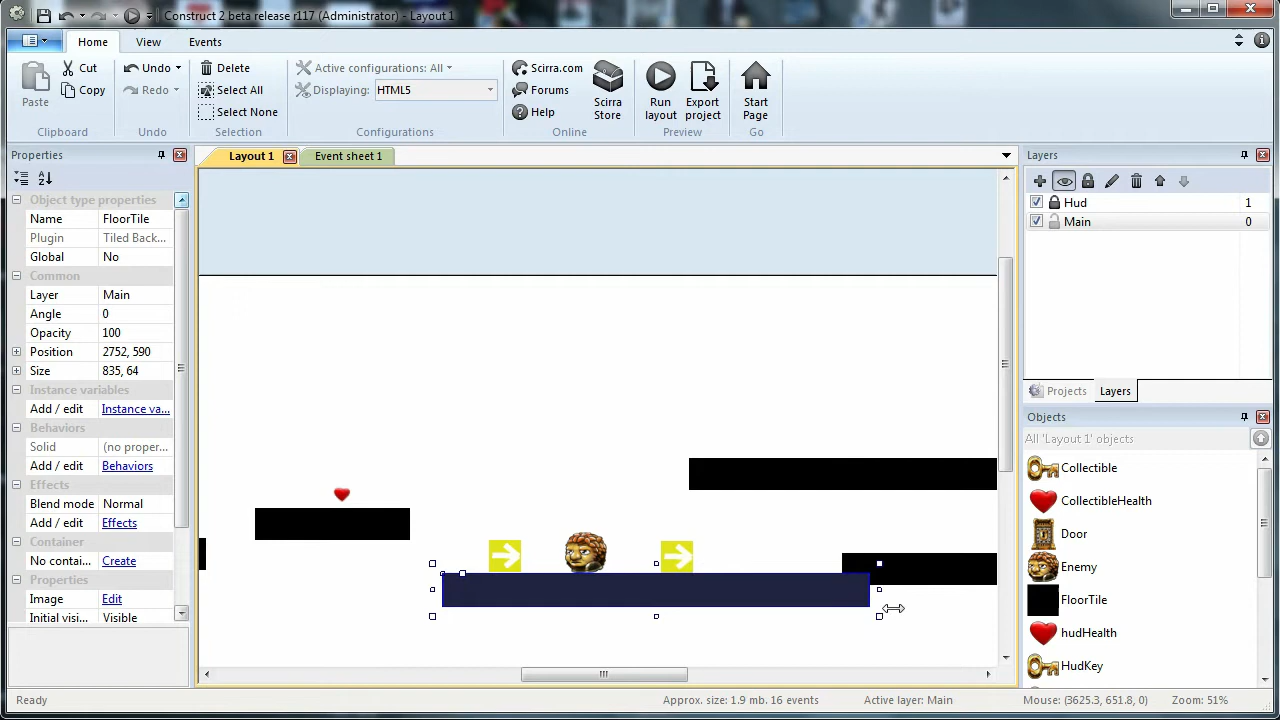 Construct 2 beta release r117 (Administrator) - Layout 1
Home View Events
Paste
Cut
Copy
Clipboard
Undo
Redo
Undo
Delete
Select All
Select None
Selection
Active configurations: All
Displaying: HTML5
Configurations
Scirra.com
Forums
Help
Scirra Store
Online
Run layout
Export project
Preview
Start Page
Go
Properties
Object type properties
Name FloorTile
Plugin Tiled Back...
Global No
Common
Layer Main
Angle 0
Opacity 100
Position 2752, 590
Size 835, 64
Instance variables
Add / edit Instance va...
Behaviors
Solid (no proper...
Add / edit Behaviors
Effects
Blend mode Normal
Add / edit Effects
Container
No contai... Create
Properties
Image Edit
Initial visi... Visible
Layout 1 Event sheet 1
Layers
Hud 1
Main 0
Projects Layers
Objects
All 'Layout 1' objects
Collectible
CollectibleHealth
Door
Enemy
FloorTile
hudHealth
HudKey
Ready Approx. size: 1.9 mb. 16 events Active layer: Main Mouse: (3625.3, 651.8, 0) Zoom: 51%